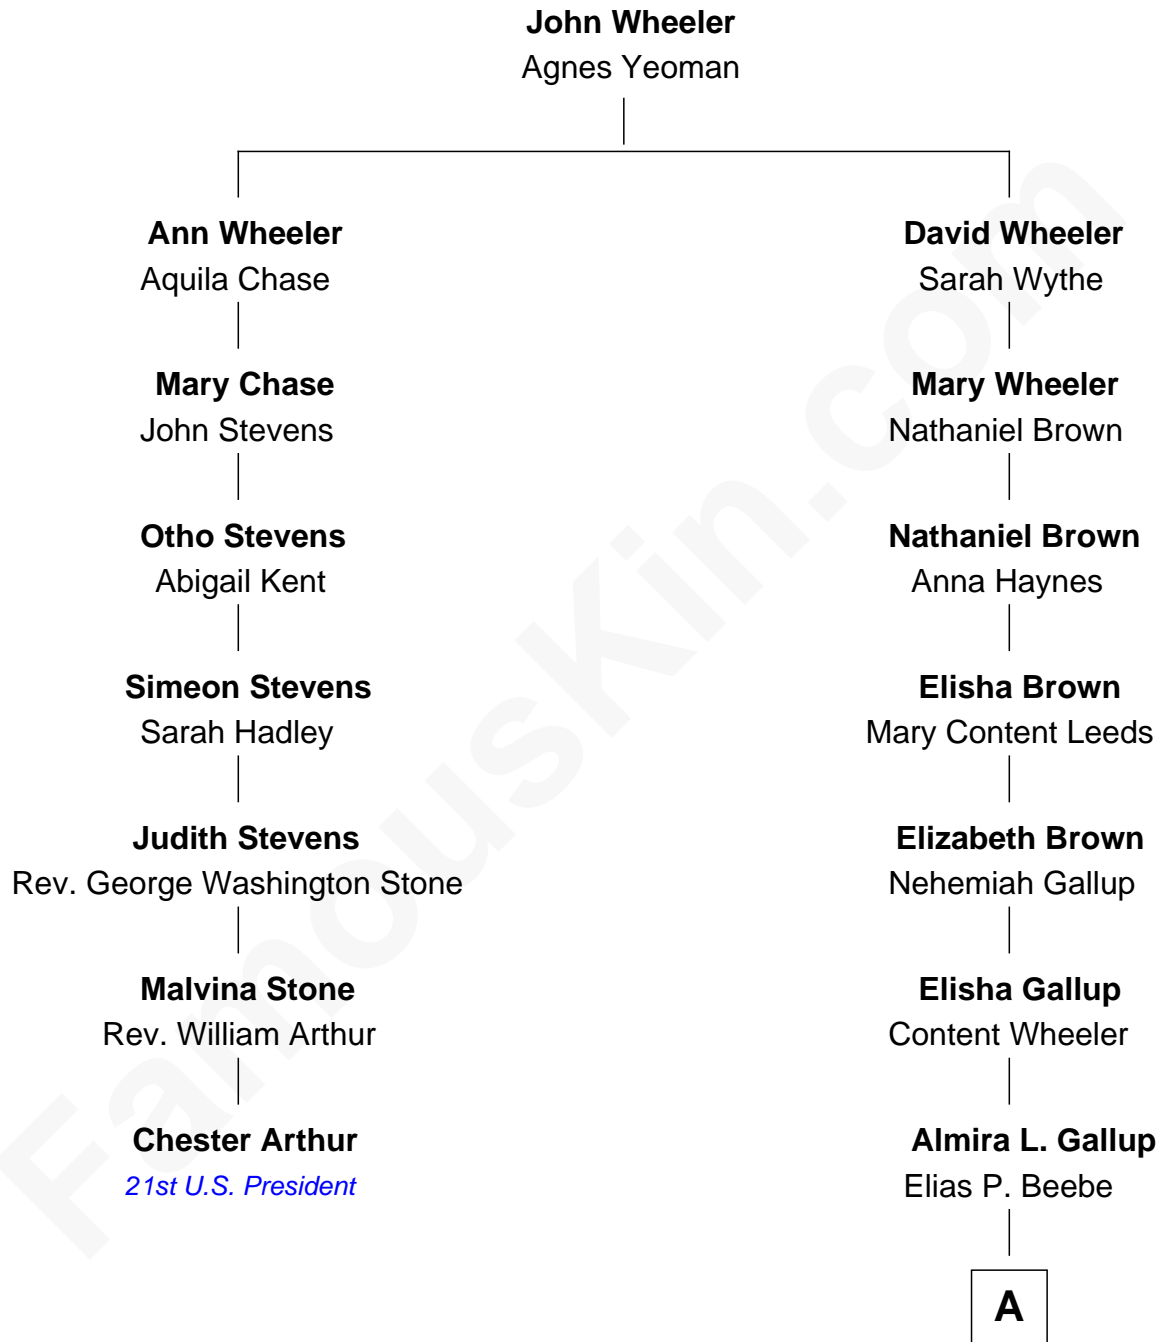 John Wheeler
Agnes Yeoman
Ann Wheeler
Aquila Chase
Mary Chase
John Stevens
Otho Stevens
Abigail Kent
Simeon Stevens
Sarah Hadley
Judith Stevens
Rev. George Washington Stone
Malvina Stone
Rev. William Arthur
Chester Arthur
21st U.S. President
David Wheeler
Sarah Wythe
Mary Wheeler
Nathaniel Brown
Nathaniel Brown
Anna Haynes
Elisha Brown
Mary Content Leeds
Elizabeth Brown
Nehemiah Gallup
Elisha Gallup
Content Wheeler
Almira L. Gallup
Elias P. Beebe
A
FamousKin.com